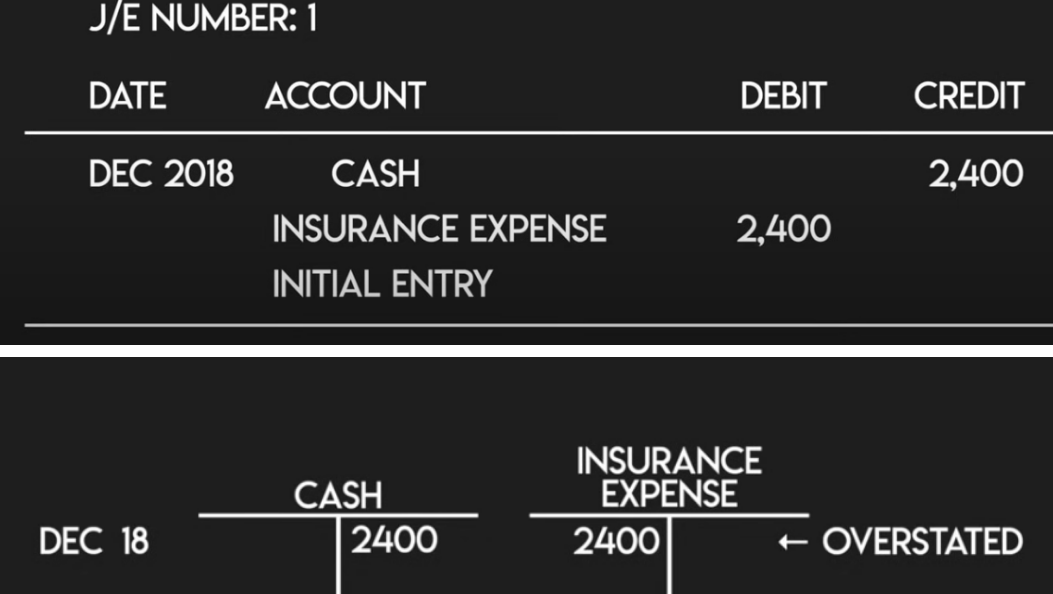 J/E NUMBER: 1
DATE ACCOUNT DEBIT CREDIT
DEC 2018 CASH 2,400
INSURANCE EXPENSE 2,400
INITIAL ENTRY
INSURANCE
CASH EXPENSE
DEC 18 2400 2400 ← OVERSTATED